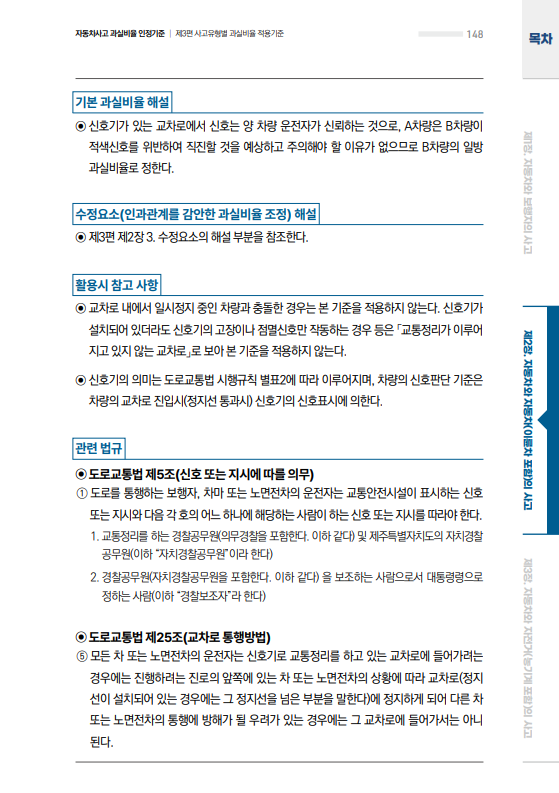 자동차사고 과실비율 인정기준 | 제3편 사고유형별 과실비율 적용기준
148
목차
기본 과실비율 해설
◉ 신호기가 있는 교차로에서 신호는 양 차량 운전자가 신뢰하는 것으로, A차량은 B차량이
적색신호를 위반하여 직진할 것을 예상하고 주의해야 할 이유가 없으므로 B차량의 일방
과실비율로 정한다.
수정요소(인과관계를 감안한 과실비율 조정) 해설
◉ 제3편 제2장 3. 수정요소의 해설 부분을 참조한다.
활용시 참고 사항
◉ 교차로 내에서 일시정지 중인 차량과 충돌한 경우는 본 기준을 적용하지 않는다. 신호기가
설치되어 있더라도 신호기의 고장이나 점멸신호만 작동하는 경우 등은 「교통정리가 이루어
지고 있지 않는 교차로」로 보아 본 기준을 적용하지 않는다.
◉ 신호기의 의미는 도로교통법 시행규칙 별표2에 따라 이루어지며, 차량의 신호판단 기준은
차량의 교차로 진입시(정지선 통과시) 신호기의 신호표시에 의한다.
관련 법규
◉ 도로교통법 제5조(신호 또는 지시에 따를 의무)
① 도로를 통행하는 보행자, 차마 또는 노면전차의 운전자는 교통안전시설이 표시하는 신호
또는 지시와 다음 각 호의 어느 하나에 해당하는 사람이 하는 신호 또는 지시를 따라야 한다.
1. 교통정리를 하는 경찰공무원(의무경찰을 포함한다. 이하 같다) 및 제주특별자치도의 자치경찰
공무원(이하 “자치경찰공무원”이라 한다)
2. 경찰공무원(자치경찰공무원을 포함한다. 이하 같다) 을 보조하는 사람으로서 대통령령으로
정하는 사람(이하 “경찰보조자”라 한다)
◉ 도로교통법 제25조(교차로 통행방법)
⑤ 모든 차 또는 노면전차의 운전자는 신호기로 교통정리를 하고 있는 교차로에 들어가려는
경우에는 진행하려는 진로의 앞쪽에 있는 차 또는 노면전차의 상황에 따라 교차로(정지
선이 설치되어 있는 경우에는 그 정지선을 넘은 부분을 말한다)에 정지하게 되어 다른 차
또는 노면전차의 통행에 방해가 될 우려가 있는 경우에는 그 교차로에 들어가서는 아니
된다.
제1장. 자동차와 보행자의 사고
제2장. 자동차와 자동차(이륜차 포함)의 사고
제3장. 자동차와 자전거(농기계 포함)의 사고